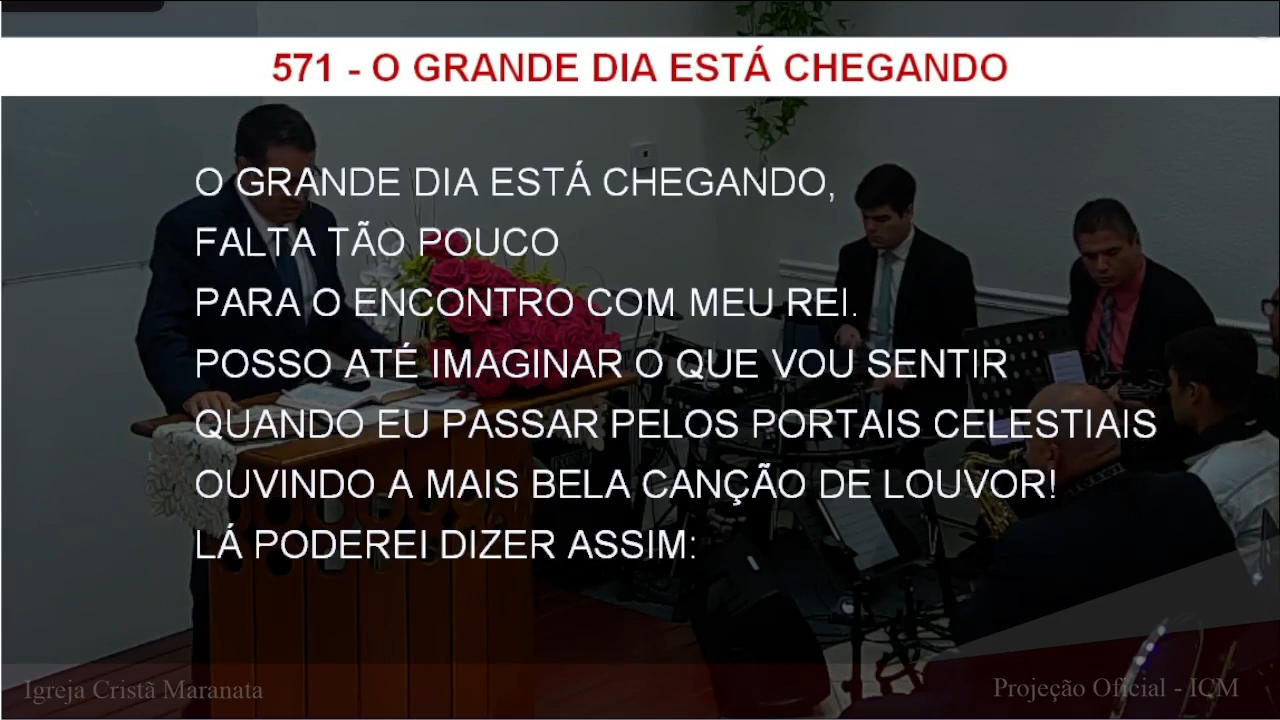 571 - O GRANDE DIA ESTÁ CHEGANDO
O GRANDE DIA ESTÁ CHEGANDO,
FALTA TÃO POUCO
PARA O ENCONTRO COM MEU REI.
POSSO ATÉ IMAGINAR O QUE VOU SENTIR
QUANDO EU PASSAR PELOS PORTAIS CELESTIAIS
OUVINDO A MAIS BELA CANÇÃO DE LOUVOR!
LÁ PODEREI DIZER ASSIM:
Igreja Cristã Maranata
Projeção Oficial - ICM